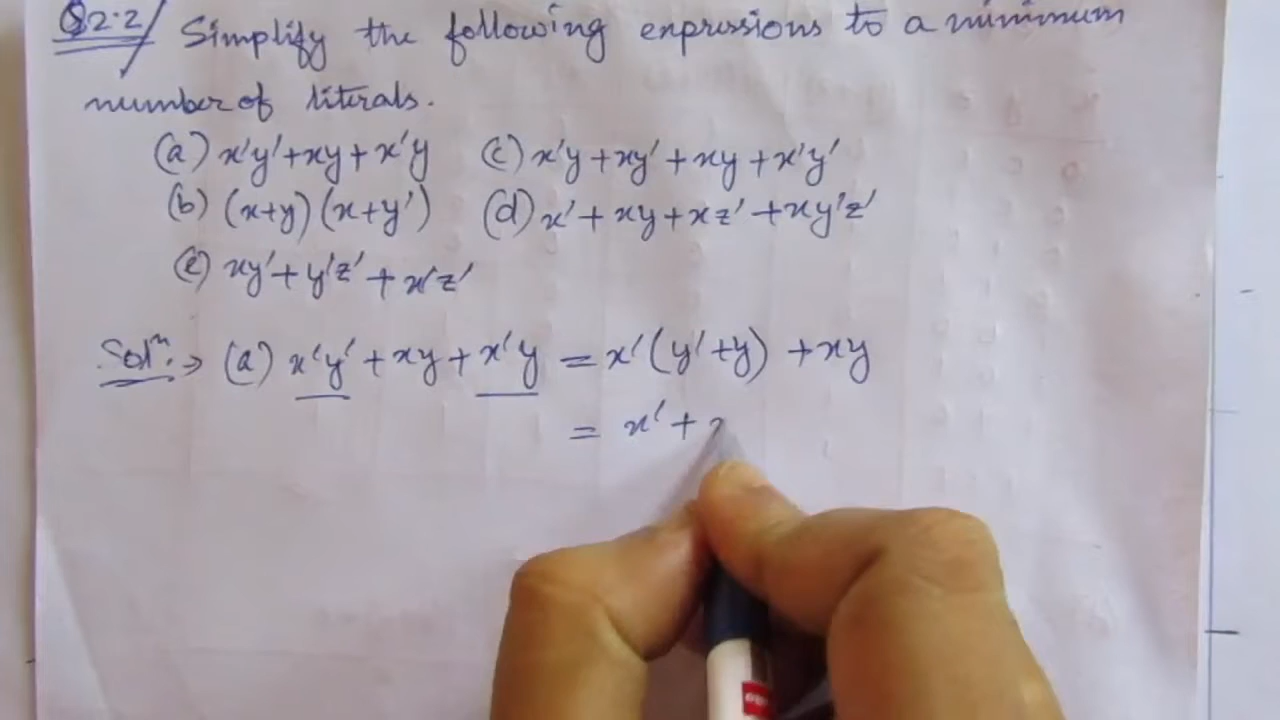 Q2.2/ Simplify the following expressions to a minimum
number of literals.
(a) x'y'+xy+x'y (c) x'y+xy'+xy+x'y'
(b) (x+y)(x+y') (d) x'+xy+xz'+xy'z'
(e) xy'+y'z'+x'z'
Solⁿ:→ (a) x'y'+xy+x'y = x'(y'+y) +xy
= x'+